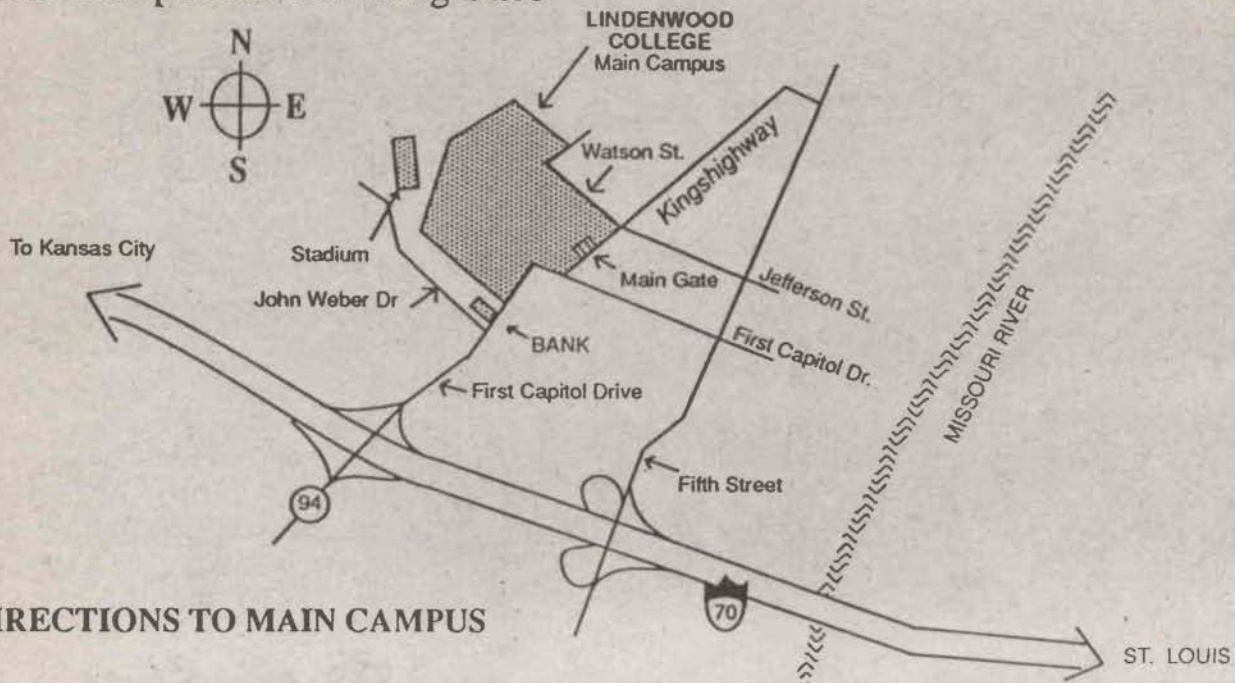 LINDENWOOD
COLLEGE
Main Campus
N
W E
S
Watson St.
Kingshighway
To Kansas City
Stadium
Main Gate
Jefferson St.
John Weber Dr
BANK
First Capitol Dr.
First Capitol Drive
MISSOURI RIVER
Fifth Street
94
70
IRECTIONS TO MAIN CAMPUS
ST. LOUIS